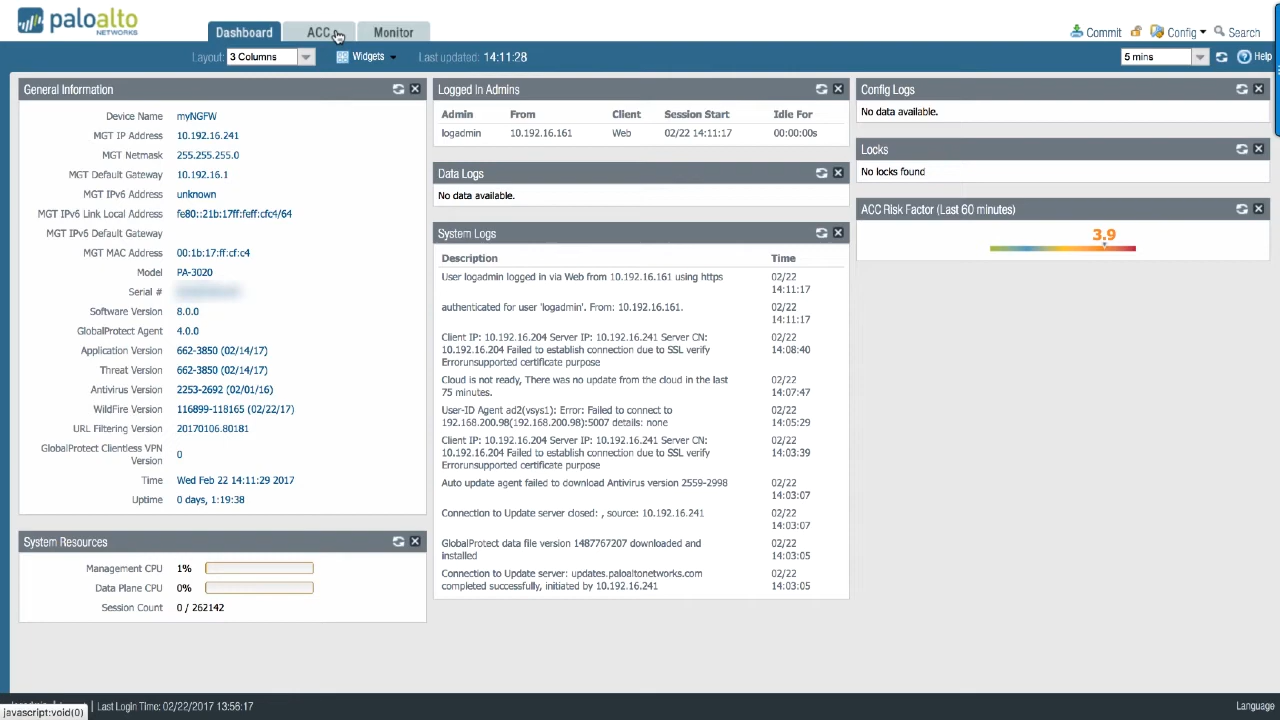 paloalto
NETWORKS
Dashboard
ACC
Monitor
Commit
Config
Search
Layout: 3 Columns
Widgets
Last updated: 14:11:28
5 mins
Help
General Information
Device Name myNGFW
MGT IP Address 10.192.16.241
MGT Netmask 255.255.255.0
MGT Default Gateway 10.192.16.1
MGT IPv6 Address unknown
MGT IPv6 Link Local Address fe80::21b:17ff:feff:cfc4/64
MGT IPv6 Default Gateway
MGT MAC Address 00:1b:17:ff:cf:c4
Model PA-3020
Serial #
Software Version 8.0.0
GlobalProtect Agent 4.0.0
Application Version 662-3850 (02/14/17)
Threat Version 662-3850 (02/14/17)
Antivirus Version 2253-2692 (02/01/16)
WildFire Version 116899-118165 (02/22/17)
URL Filtering Version 20170106.80181
GlobalProtect Clientless VPN
Version 0
Time Wed Feb 22 14:11:29 2017
Uptime 0 days, 1:19:38
System Resources
Management CPU 1%
Data Plane CPU 0%
Session Count 0 / 262142
Logged In Admins
Admin From Client Session Start Idle For
logadmin 10.192.16.161 Web 02/22 14:11:17 00:00:00s
Data Logs
No data available.
System Logs
Description Time
User logadmin logged in via Web from 10.192.16.161 using https 02/22
14:11:17
authenticated for user 'logadmin'. From: 10.192.16.161. 02/22
14:11:17
Client IP: 10.192.16.204 Server IP: 10.192.16.241 Server CN: 02/22
10.192.16.204 Failed to establish connection due to SSL verify 14:08:40
Errorunsupported certificate purpose
Cloud is not ready, There was no update from the cloud in the last 02/22
75 minutes. 14:07:47
User-ID Agent ad2(vsys1): Error: Failed to connect to 02/22
192.168.200.98(192.168.200.98):5007 details: none 14:05:29
Client IP: 10.192.16.204 Server IP: 10.192.16.241 Server CN: 02/22
10.192.16.204 Failed to establish connection due to SSL verify 14:03:39
Errorunsupported certificate purpose
Auto update agent failed to download Antivirus version 2559-2998 02/22
14:03:07
Connection to Update server closed: , source: 10.192.16.241 02/22
14:03:07
GlobalProtect data file version 1487767207 downloaded and 02/22
installed 14:03:05
Connection to Update server: updates.paloaltonetworks.com 02/22
completed successfully, initiated by 10.192.16.241 14:03:05
Config Logs
No data available.
Locks
No locks found
ACC Risk Factor (Last 60 minutes)
3.9
Last Login Time: 02/22/2017 13:56:17
Language
javascript:void(0)